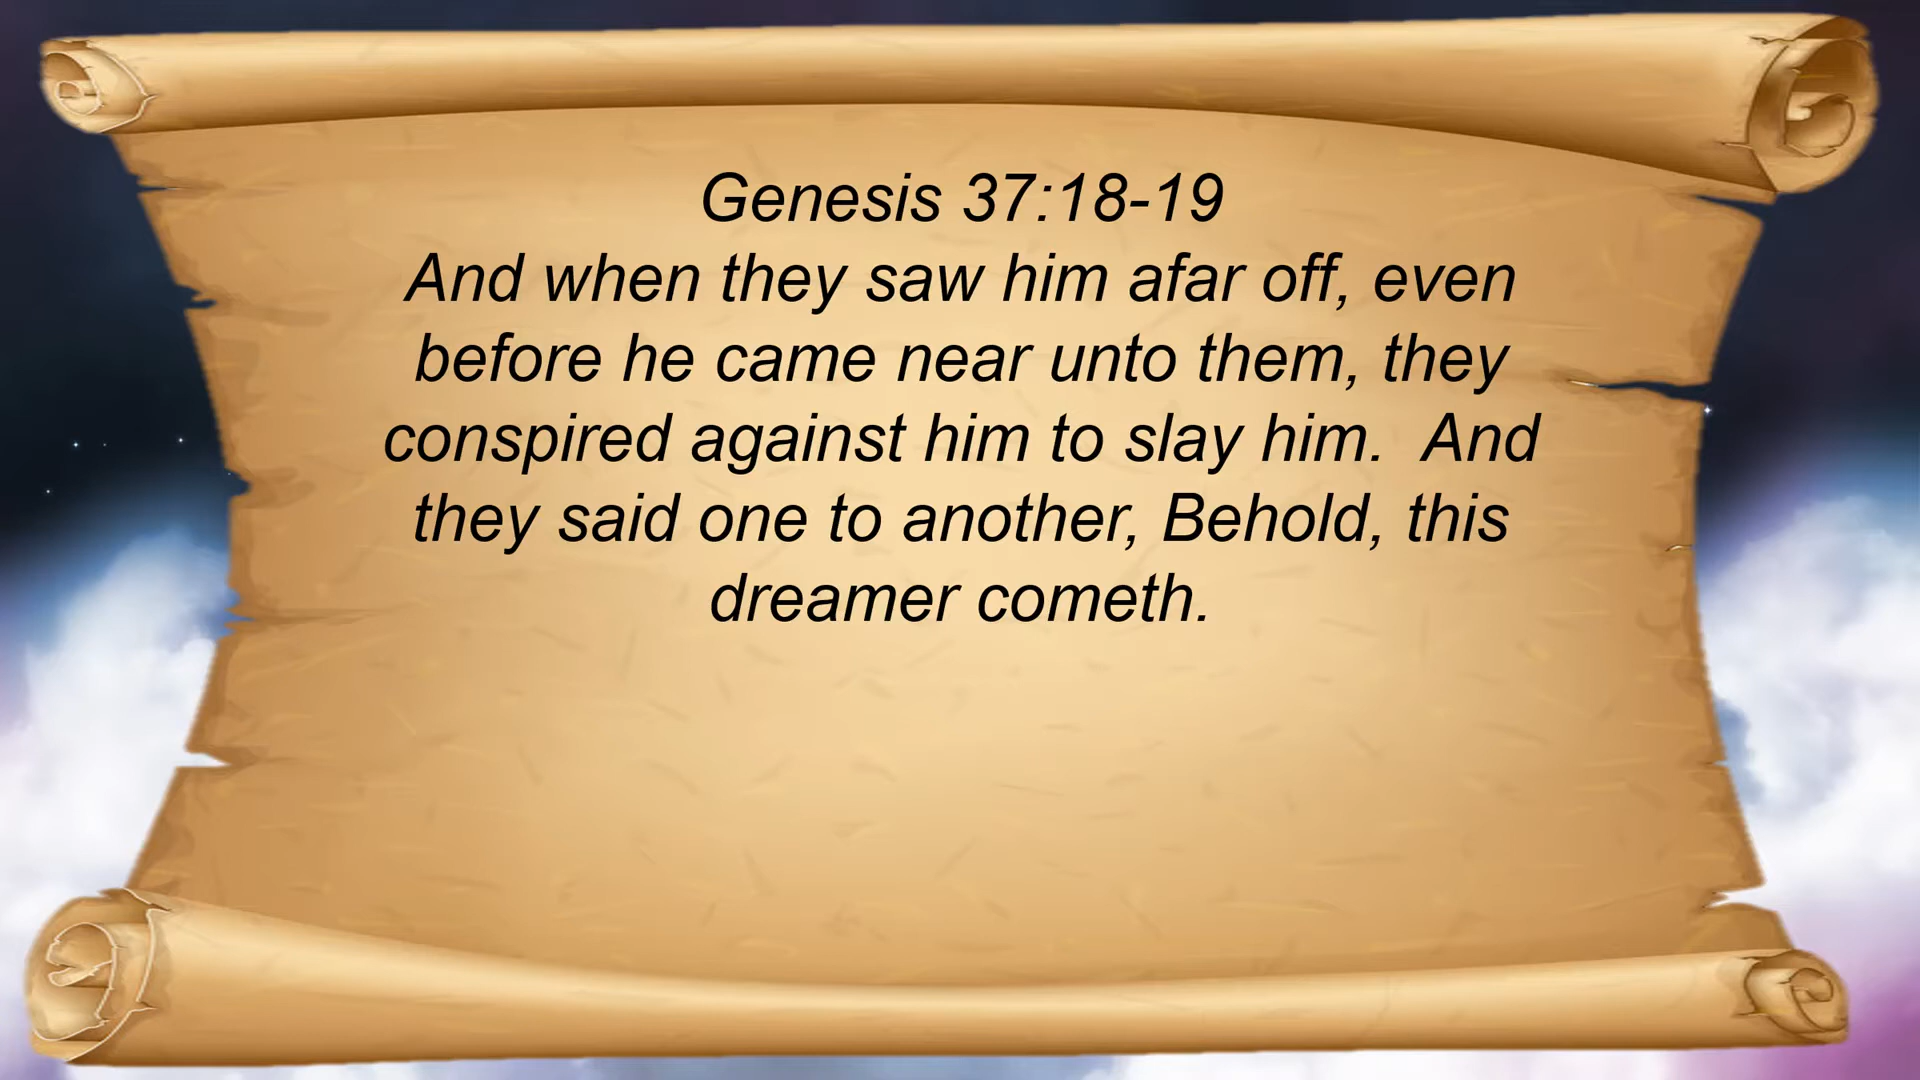 Genesis 37:18-19
And when they saw him afar off, even
before he came near unto them, they
conspired against him to slay him.  And
they said one to another, Behold, this
dreamer cometh.